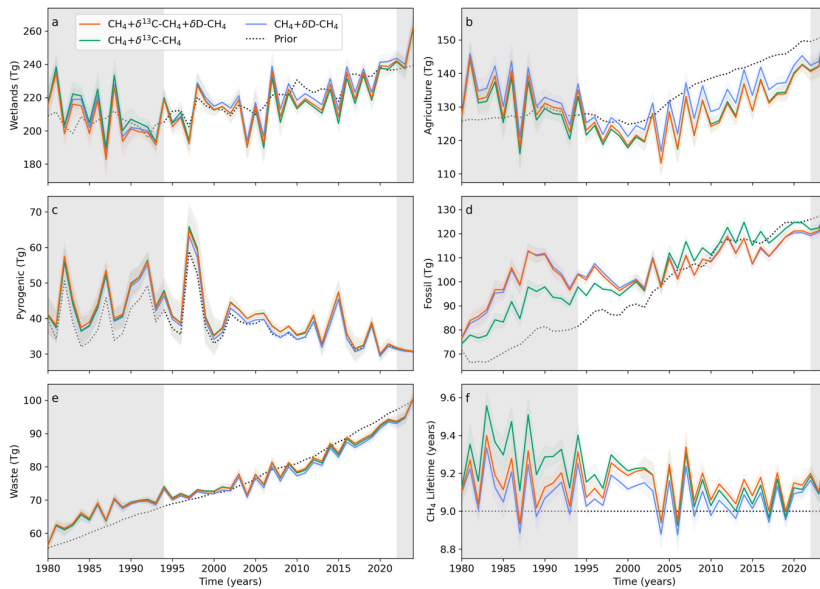 a
CH₄+δ¹³C-CH₄+δD-CH₄
CH₄+δD-CH₄
CH₄+δ¹³C-CH₄
Prior
260
240
220
200
180
Wetlands (Tg)
b
150
140
130
120
110
Agriculture (Tg)
c
70
60
50
40
30
Pyrogenic (Tg)
d
130
120
110
100
90
80
70
Fossil (Tg)
e
100
90
80
70
60
Waste (Tg)
1980 1985 1990 1995 2000 2005 2010 2015 2020
Time (years)
f
9.6
9.4
9.2
9.0
8.8
CH₄ Lifetime (years)
1980 1985 1990 1995 2000 2005 2010 2015 2020
Time (years)